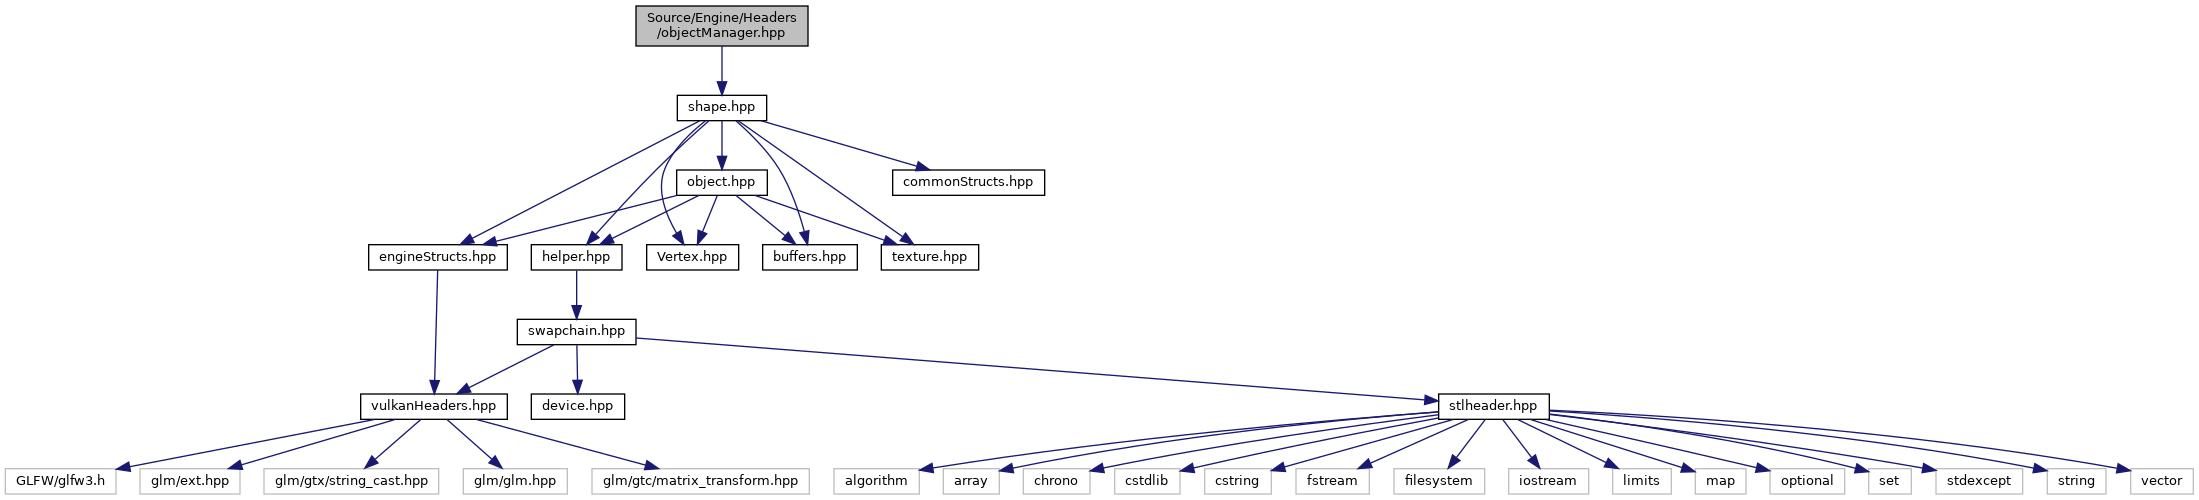 Source/Engine/Headers
/objectManager.hpp
shape.hpp
object.hpp
commonStructs.hpp
engineStructs.hpp
helper.hpp
Vertex.hpp
buffers.hpp
texture.hpp
swapchain.hpp
vulkanHeaders.hpp
device.hpp
stlheader.hpp
GLFW/glfw3.h
glm/ext.hpp
glm/gtx/string_cast.hpp
glm/glm.hpp
glm/gtc/matrix_transform.hpp
algorithm
array
chrono
cstdlib
cstring
fstream
filesystem
iostream
limits
map
optional
set
stdexcept
string
vector